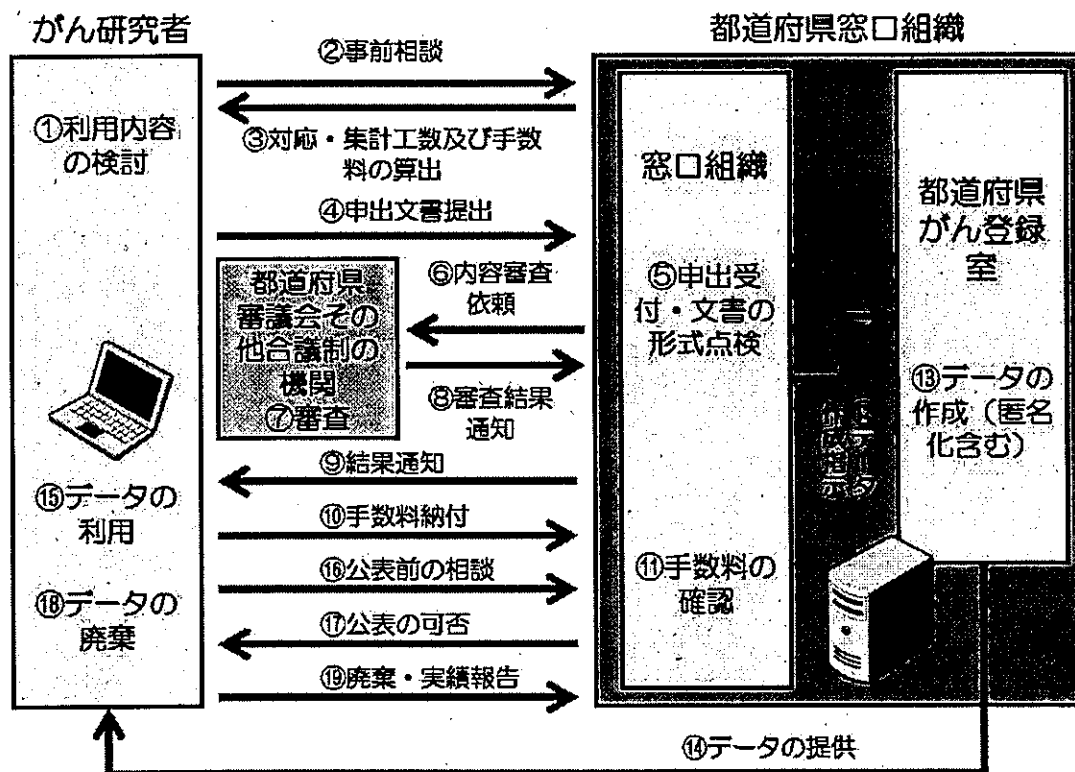 がん研究者
都道府県窓口組織
②事前相談
①利用内容
の検討
③対応・集計工数及び手数
料の算出
窓口組織
都道府県
がん登録
室
④申出文書提出
都道府県
審議会その
他合議制の
機関
⑦審査
⑥内容審査
依頼
⑤申出受
付・文書の
形式点検
⑧審査結果
通知
⑬データの
作成（匿名
化含む）
⑨結果通知
⑮データの
利用
⑩手数料納付
⑯公表前の相談
⑪手数料の
確認
⑱データの
廃棄
⑰公表の可否
⑲廃棄・実績報告
⑭データの提供